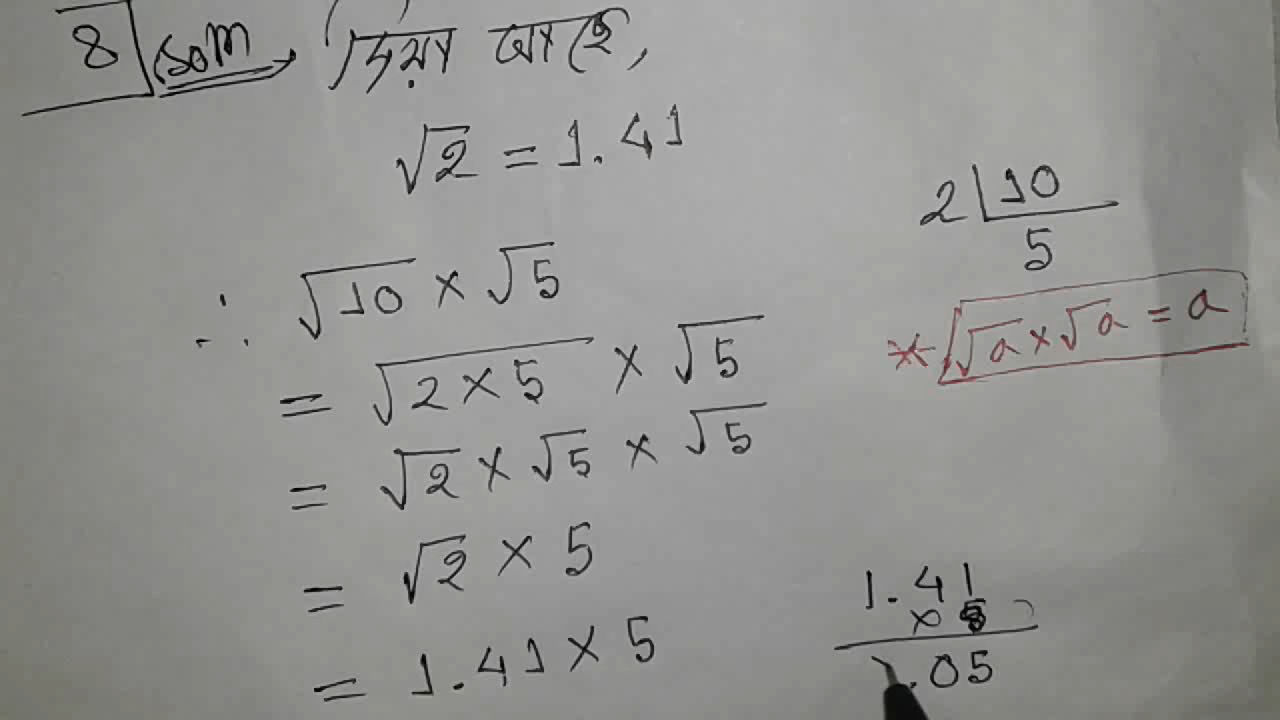 8 Som → দিয়া আছে,
√2 = 1.41
∴ √10 × √5
= √2×5 × √5
= √2 × √5 × √5
= √2 × 5
= 1.41 × 5
2 10
5
* √a × √a = a
1.41
× 5
.05